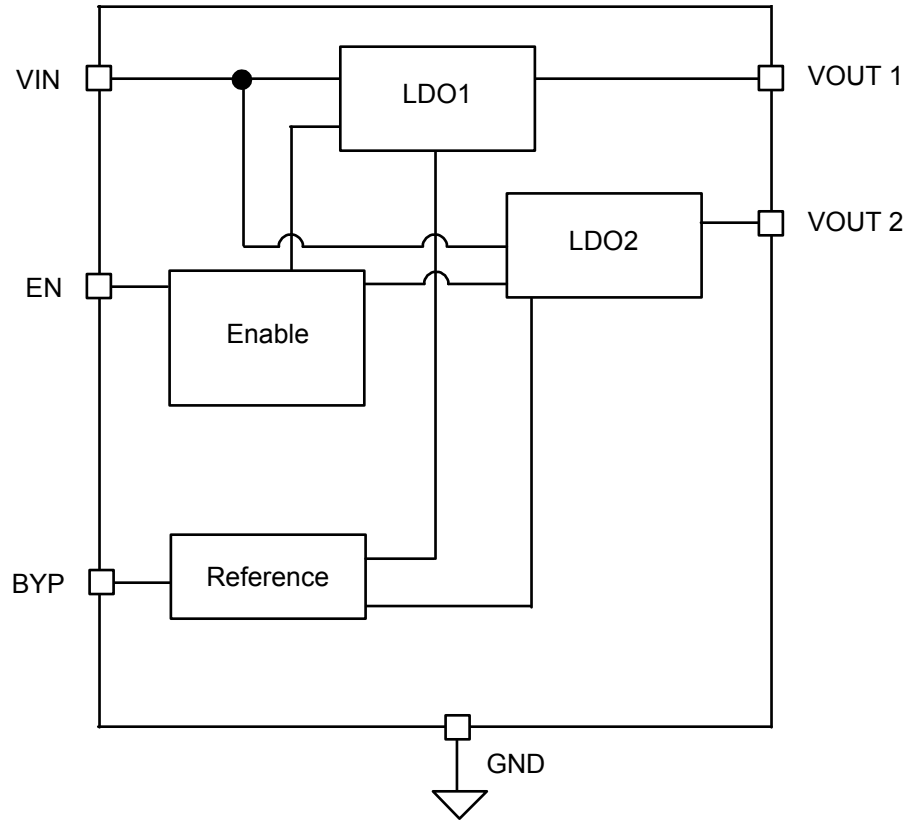 VIN
LDO1
VOUT 1
LDO2
VOUT 2
EN
Enable
BYP
Reference
GND